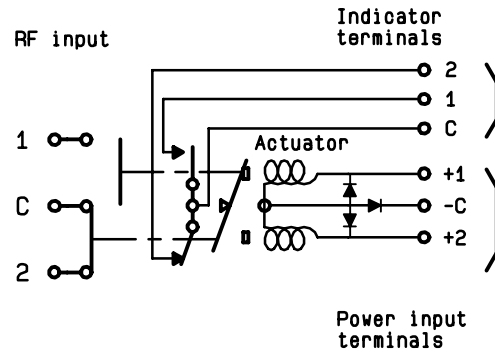 Indicator
terminals
RF input
2
1
C
Actuator
1
+1
C
-C
+2
2
Power input
terminals